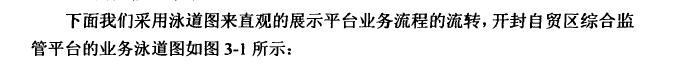 下面我们采用泳道图来直观的展示平台业务流程的流转，开封自贸区综合监
管平台的业务泳道图如图 3-1 所示：